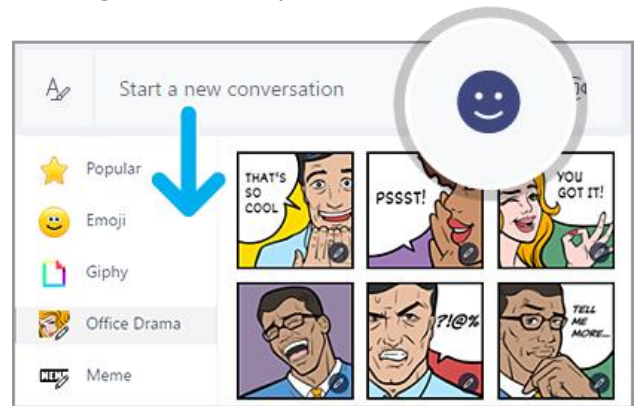 Start a new conversation
Popular
Emoji
Giphy
Office Drama
Meme
THAT'S
SO
COOL
PSSST!
YOU
GOT IT!
?!@%
TELL
ME
MORE...